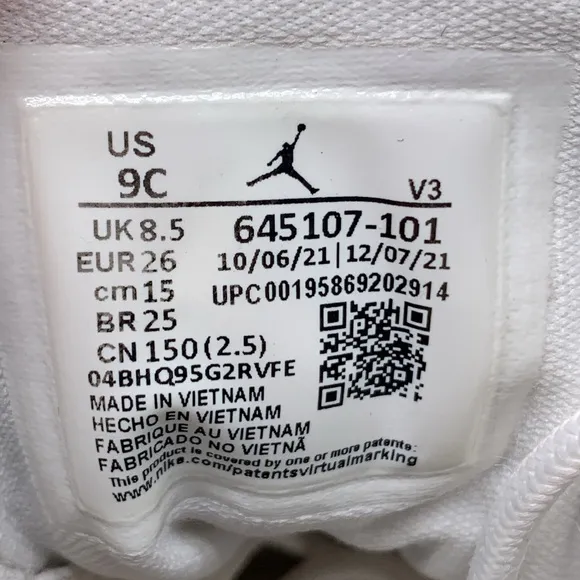 US
9C
V3
UK 8.5
645107-101
EUR 26
10/06/21|12/07/21
cm 15
UPC00195869202914
BR 25
CN 150 (2.5)
04BHQ95G2RVFE
MADE IN VIETNAM
HECHO EN VIETNAM
FABRIQUE AU VIETNAM
FABRICADO NO VIETNÃ
This product is covered by one or more patents:
www.nike.com/patentsvirtualmarking